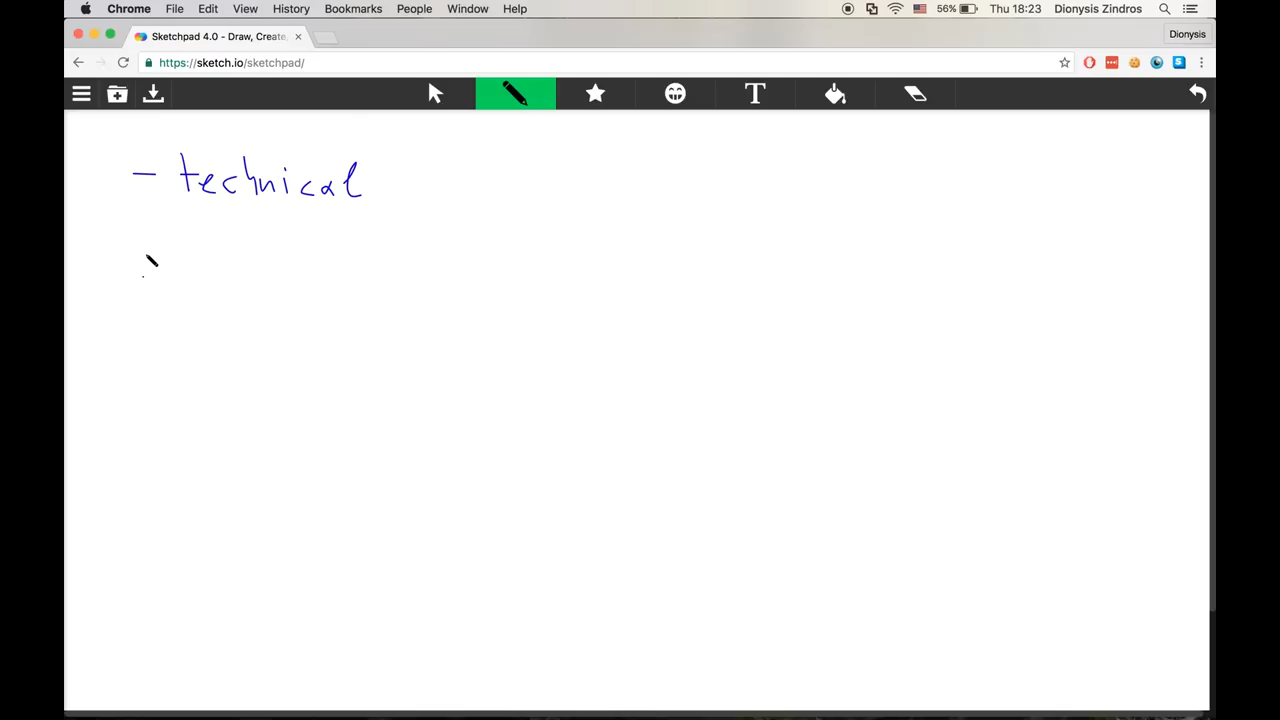 Chrome File Edit View History Bookmarks People Window Help 56% Thu 18:23 Dionysis Zindros
Sketchpad 4.0 - Draw, Create, Dionysis
https://sketch.io/sketchpad/
T
- technical